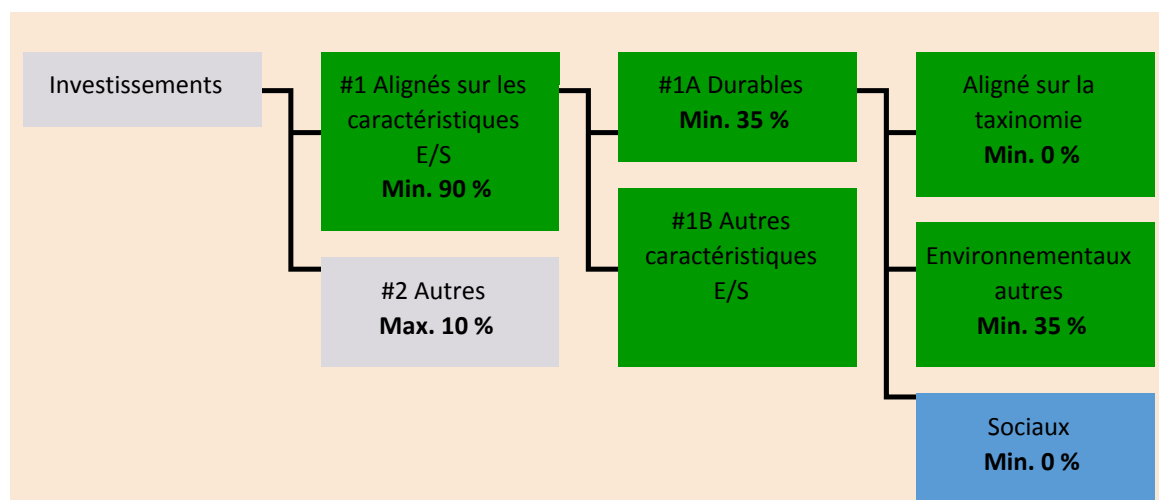 Investissements
#1 Alignés sur les
caractéristiques
E/S
Min. 90 %
#2 Autres
Max. 10 %
#1A Durables
Min. 35 %
#1B Autres
caractéristiques
E/S
Aligné sur la
taxinomie
Min. 0 %
Environnementaux
autres
Min. 35 %
Sociaux
Min. 0 %